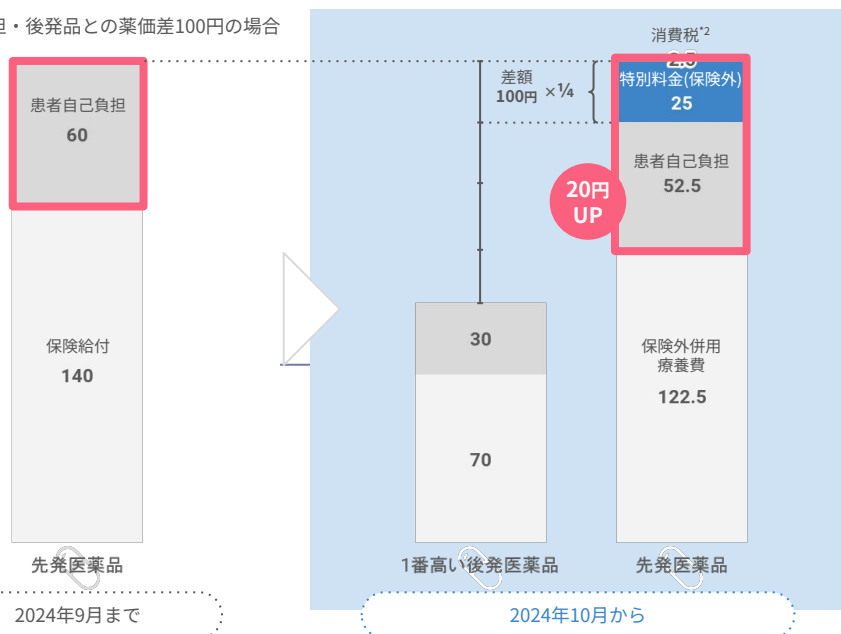 担・後発品との薬価差100円の場合
患者自己負担
60
保険給付
140
先発医薬品
2024年9月まで
差額
100円 ×¼
30
70
1番高い後発医薬品
消費税*2
2.5
特別料金(保険外)
25
患者自己負担
52.5
20円
UP
保険外併用
療養費
122.5
先発医薬品
2024年10月から